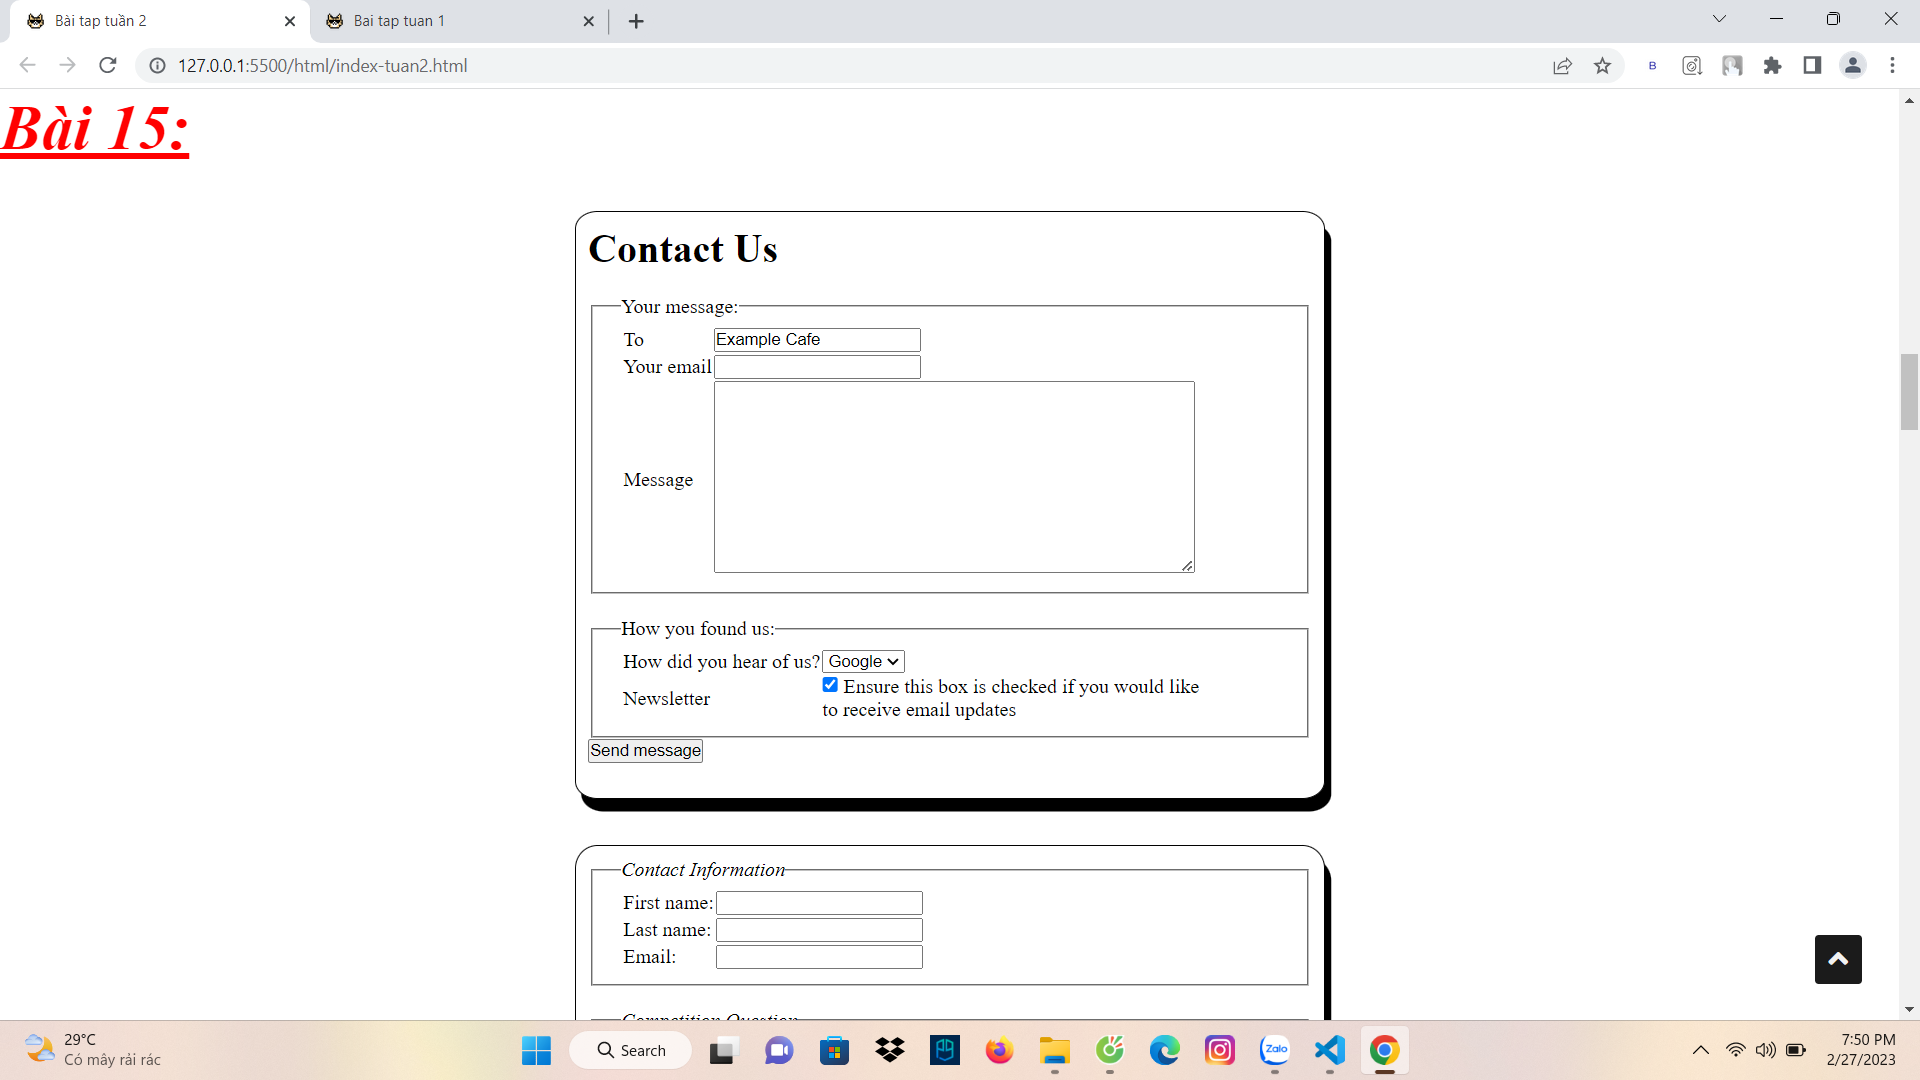 Bài tap tuần 2
Bai tap tuan 1
127.0.0.1:5500/html/index-tuan2.html
B
Bài 15:
Contact Us
Your message:
To Example Cafe
Your email
Message
How you found us:
How did you hear of us? Google
Newsletter Ensure this box is checked if you would like
to receive email updates
Send message
Contact Information
First name:
Last name:
Email:
Competition Question
29°C
Có mây rải rác
Search
Zalo
7:50 PM
2/27/2023